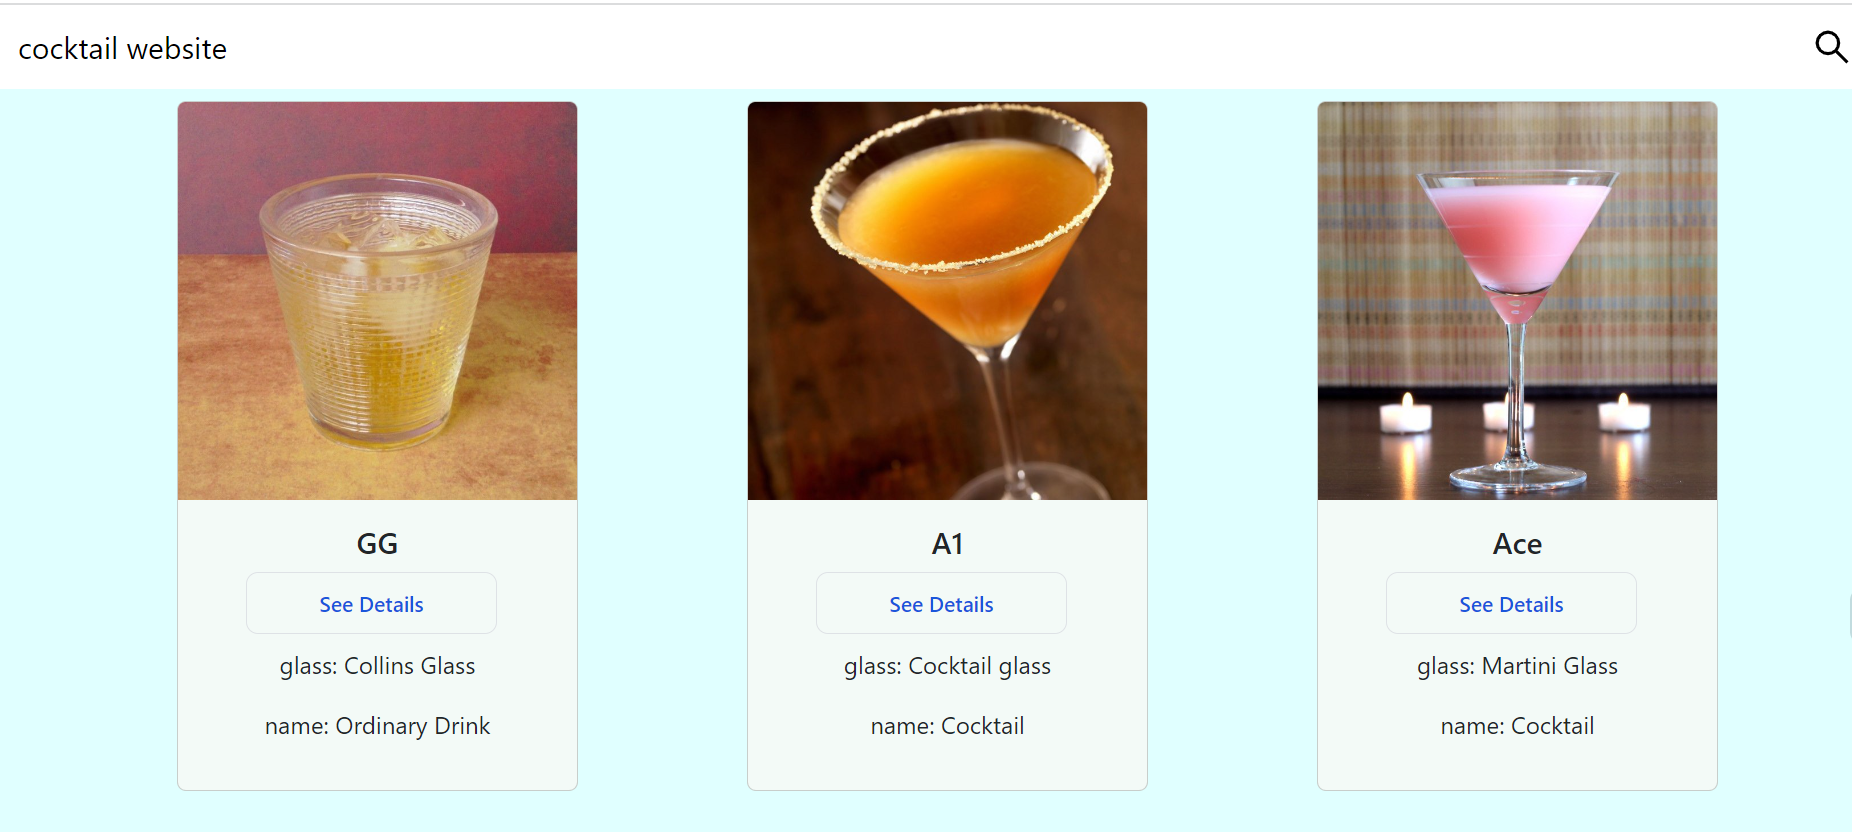 cocktail website
GG
See Details
glass: Collins Glass
name: Ordinary Drink
A1
See Details
glass: Cocktail glass
name: Cocktail
Ace
See Details
glass: Martini Glass
name: Cocktail